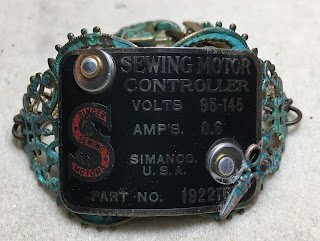 SEWING MOTOR
CONTROLLER
VOLTS 95-145
AMP'S. 0.6
SINGER
SEWING
MOTORS
SIMANCO,
U.S.A.
PART NO.